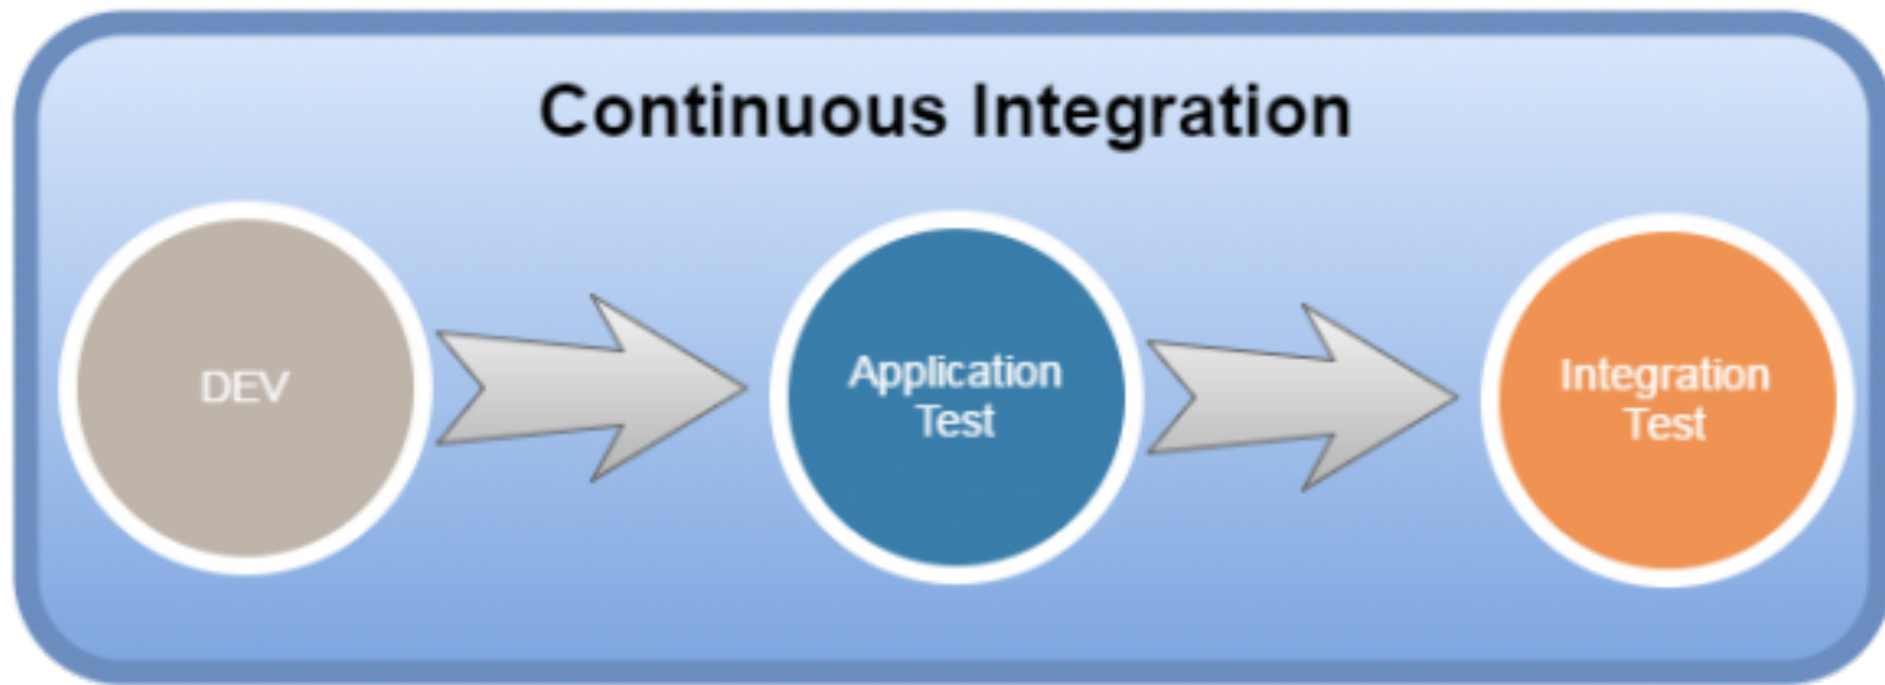 Continuous Integration
DEV
Application
Test
Integration
Test